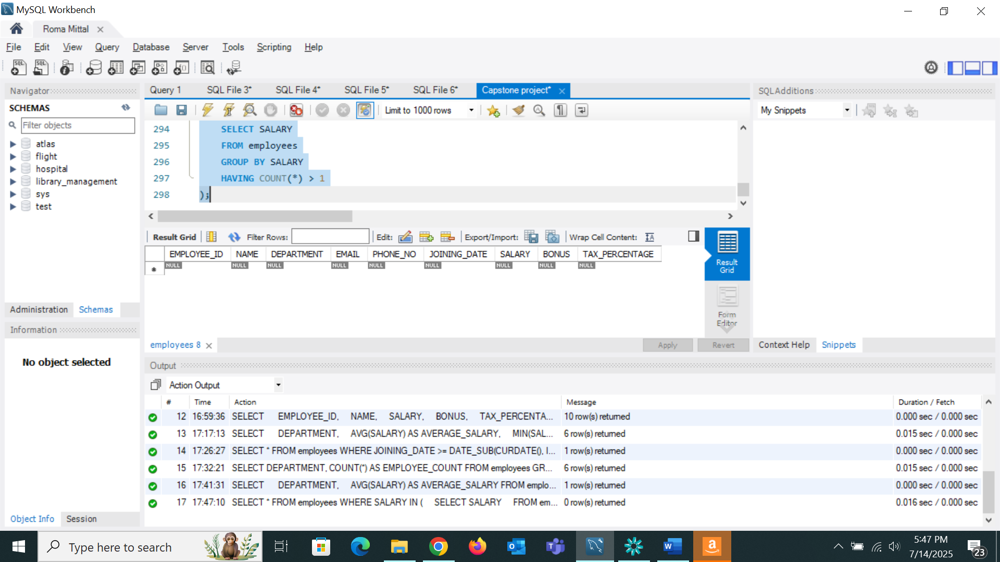 MySQL Workbench
Roma Mittal
File Edit View Query Database Server Tools Scripting Help
Navigator
SCHEMAS
Filter objects
atlas
flight
hospital
library_management
sys
test
Administration Schemas
Information
No object selected
Object Info Session
Query 1 SQL File 3* SQL File 4* SQL File 5* SQL File 6* Capstone project*
Limit to 1000 rows
294 SELECT SALARY
295 FROM employees
296 GROUP BY SALARY
297 HAVING COUNT(*) > 1
298 );
Result Grid Filter Rows: Edit: Export/Import: Wrap Cell Content:
EMPLOYEE_ID NAME DEPARTMENT EMAIL PHONE_NO JOINING_DATE SALARY BONUS TAX_PERCENTAGE
NULL NULL NULL NULL NULL NULL NULL NULL NULL
Result
Grid
Form
Editor
employees 8
Apply Revert
SQLAdditions
My Snippets
Context Help Snippets
Output
Action Output
# Time Action Message Duration / Fetch
12 16:59:36 SELECT EMPLOYEE_ID, NAME, SALARY, BONUS, TAX_PERCENTA... 10 row(s) returned 0.000 sec / 0.000 sec
13 17:17:13 SELECT DEPARTMENT, AVG(SALARY) AS AVERAGE_SALARY, MIN(SAL... 6 row(s) returned 0.015 sec / 0.000 sec
14 17:26:27 SELECT * FROM employees WHERE JOINING_DATE >= DATE_SUB(CURDATE(), I... 1 row(s) returned 0.000 sec / 0.000 sec
15 17:32:21 SELECT DEPARTMENT, COUNT(*) AS EMPLOYEE_COUNT FROM employees GR... 6 row(s) returned 0.015 sec / 0.000 sec
16 17:41:31 SELECT DEPARTMENT, AVG(SALARY) AS AVERAGE_SALARY FROM emplo... 1 row(s) returned 0.000 sec / 0.000 sec
17 17:47:10 SELECT * FROM employees WHERE SALARY IN ( SELECT SALARY FROM em... 0 row(s) returned 0.016 sec / 0.000 sec
Type here to search
5:47 PM
7/14/2025
23